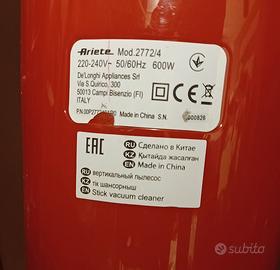 Ariete Mod.2772/4
220-240V~ 50/60Hz 600W
De'Longhi Appliances Srl
Via S.Quirico, 300
50013 Campi Bisenzio (FI)
ITALY
Made in China S.N.
000826
EAC
RU Сделано в Китае
KZ Қытайда жасалған
EN Made in China
RU вертикальный пылесос
KZ тік шаңсорғыш
EN Stick vacuum cleaner
subito